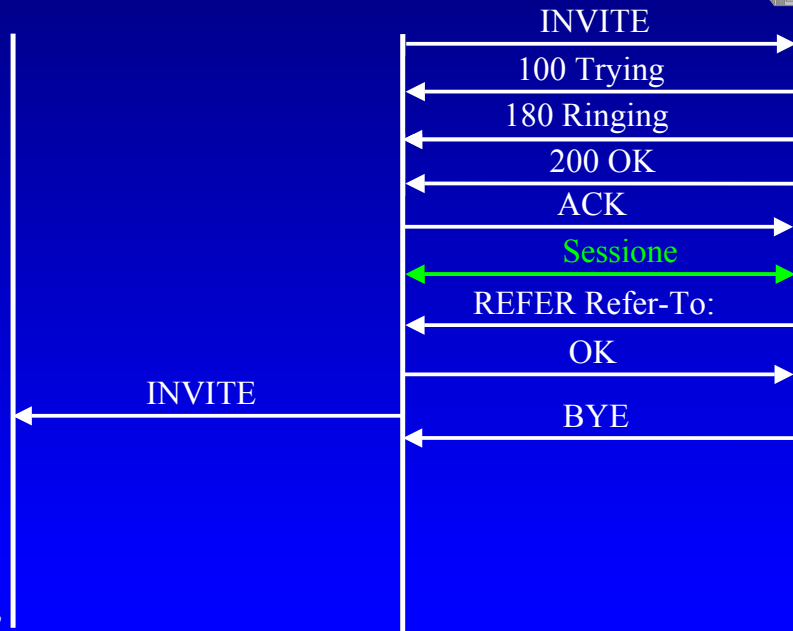 INVITE
100 Trying
180 Ringing
200 OK
ACK
Sessione
REFER Refer-To:
OK
INVITE
BYE